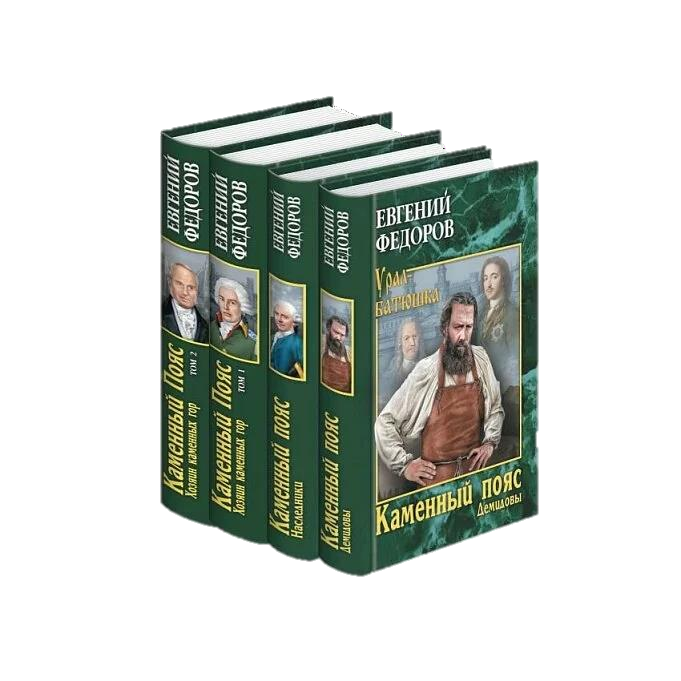 ЕВГЕНИЙ
ФЕДОРОВ
Каменный Пояс
Хозяин каменных гор
ТОМ 2
ЕВГЕНИЙ
ФЕДОРОВ
Каменный Пояс
Хозяин каменных гор
ТОМ 1
ЕВГЕНИЙ
ФЕДОРОВ
Каменный пояс
Наследники
ЕВГЕНИЙ
ФЕДОРОВ
Каменный пояс
Демидовы
ЕВГЕНИЙ
ФЕДОРОВ
Урал-
батюшка
Каменный пояс
Демидовы